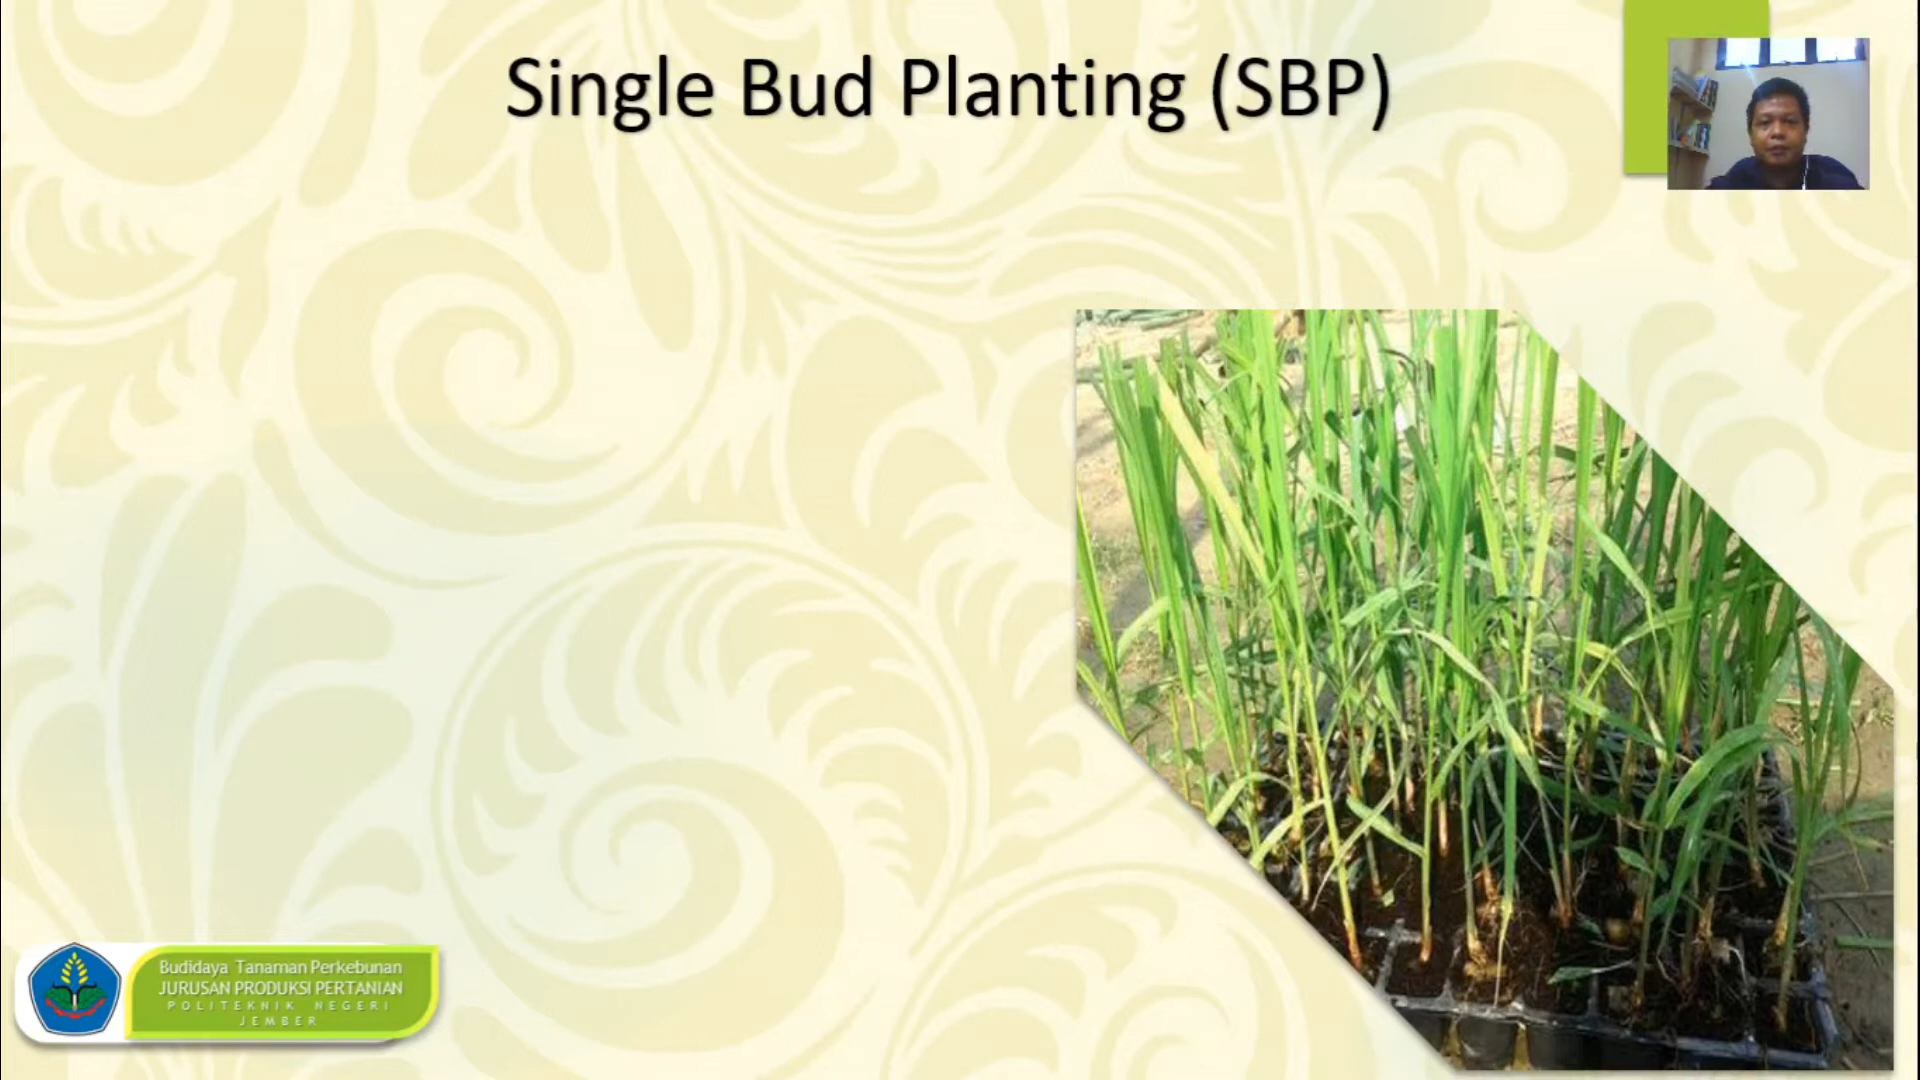 Single Bud Planting (SBP)
Budidaya Tanaman Perkebunan
JURUSAN PRODUKSI PERTANIAN
POLITEKNIK NEGERI
JEMBER